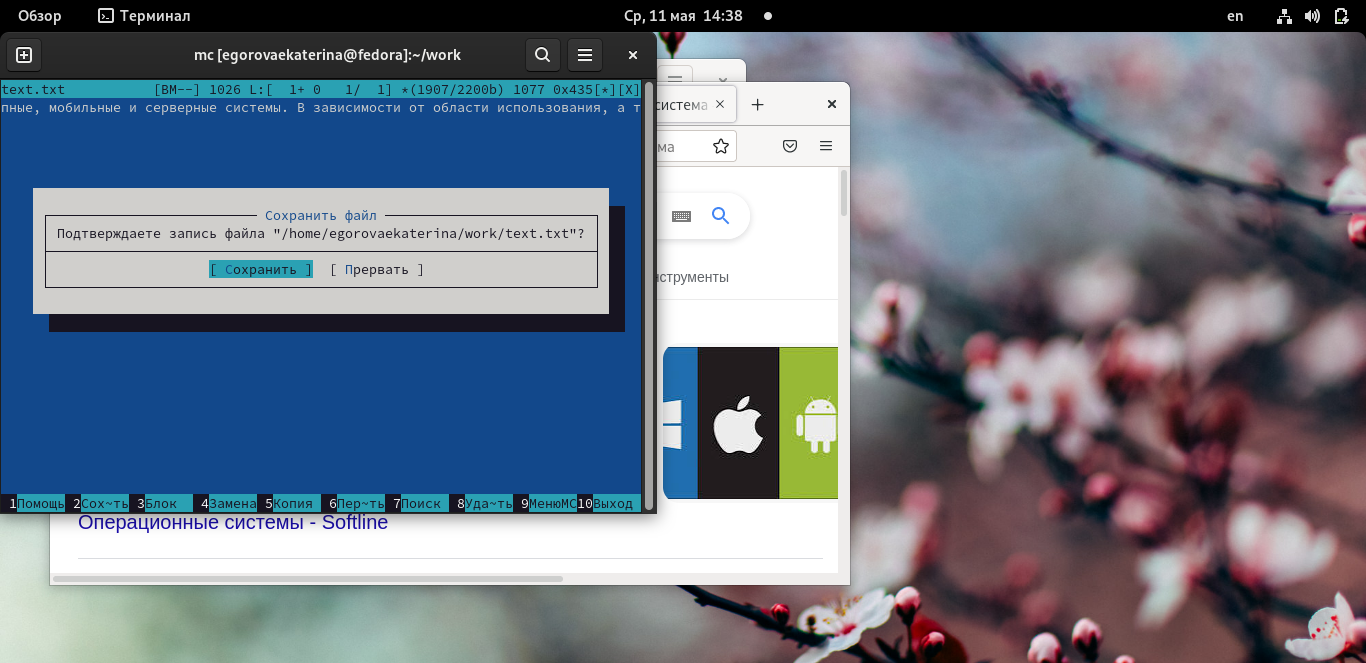 Обзор Терминал Ср, 11 мая 14:38 en
mc [egorovaekaterina@fedora]:~/work
text.txt [BM--] 1026 L:[ 1+ 0 1/ 1] *(1907/2200b) 1077 0x435[*][X]
пные, мобильные и серверные системы. В зависимости от области использования, а т
система
ма
Сохранить файл
Подтверждаете запись файла "/home/egorovaekaterina/work/text.txt"?
[ Сохранить ] [ Прервать ]
нструменты
1Помощь 2Сох~ть 3Блок 4Замена 5Копия 6Пер~ть 7Поиск 8Уда~ть 9МенюMC 10Выход
Операционные системы - Softline